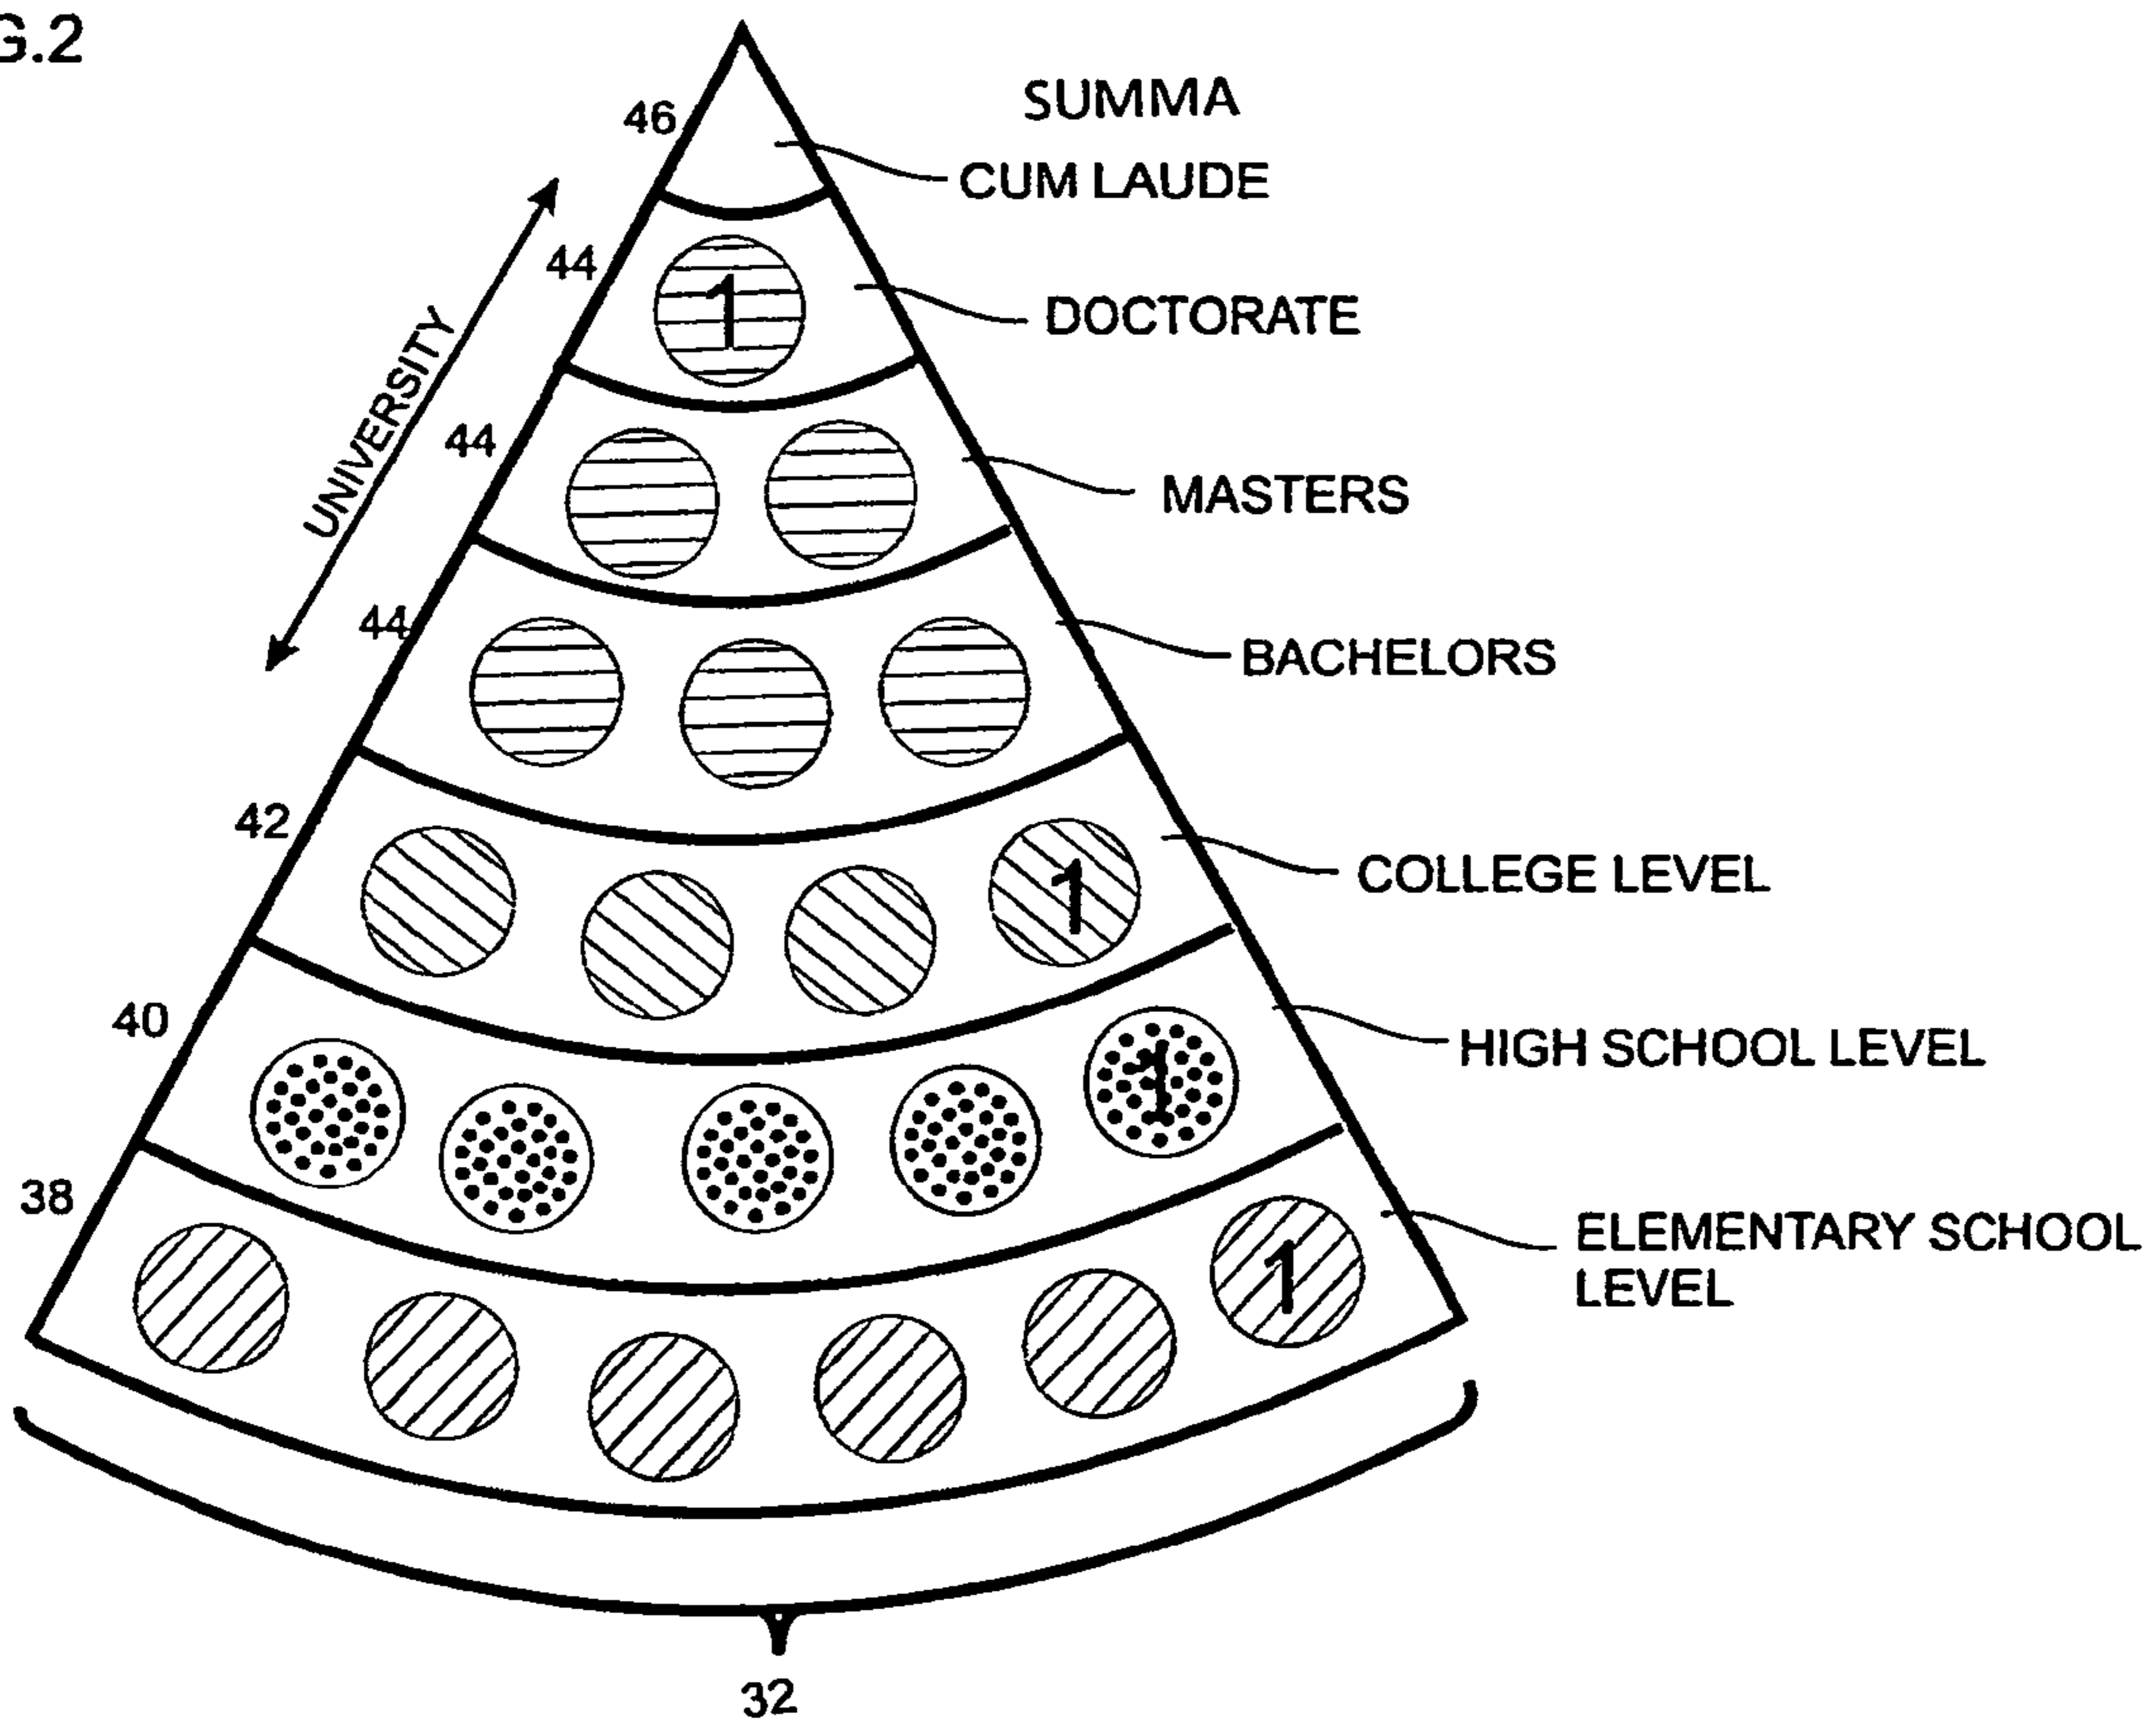 G.2
46
SUMMA
CUM LAUDE
44
1
DOCTORATE
UNIVERSITY
44
MASTERS
44
BACHELORS
42
1
COLLEGE LEVEL
40
1
HIGH SCHOOL LEVEL
38
1
ELEMENTARY SCHOOL
LEVEL
32